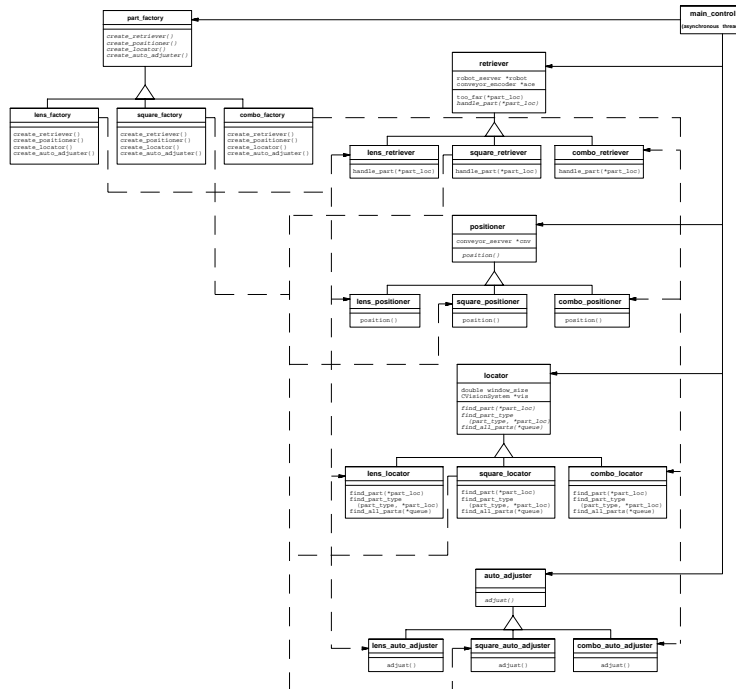 part_factory
create_retriever()
create_positioner()
create_locator()
create_auto_adjuster()
main_control
(asynchronous threa
lens_factory
create_retriever()
create_positioner()
create_locator()
create_auto_adjuster()
square_factory
create_retriever()
create_positioner()
create_locator()
create_auto_adjuster()
combo_factory
create_retriever()
create_positioner()
create_locator()
create_auto_adjuster()
retriever
robot_server *robot
conveyor_encoder *ace
too_far(*part_loc)
handle_part(*part_loc)
lens_retriever
handle_part(*part_loc)
square_retriever
handle_part(*part_loc)
combo_retriever
handle_part(*part_loc)
positioner
conveyor_server *cnv
position()
lens_positioner
position()
square_positioner
position()
combo_positioner
position()
locator
double window_size
CVisionSystem *vis
find_part(*part_loc)
find_part_type
(part_type, *part_loc)
find_all_parts(*queue)
lens_locator
find_part(*part_loc)
find_part_type
(part_type, *part_loc)
find_all_parts(*queue)
square_locator
find_part(*part_loc)
find_part_type
(part_type, *part_loc)
find_all_parts(*queue)
combo_locator
find_part(*part_loc)
find_part_type
(part_type, *part_loc)
find_all_parts(*queue)
auto_adjuster
adjust()
lens_auto_adjuster
adjust()
square_auto_adjuster
adjust()
combo_auto_adjuster
adjust()